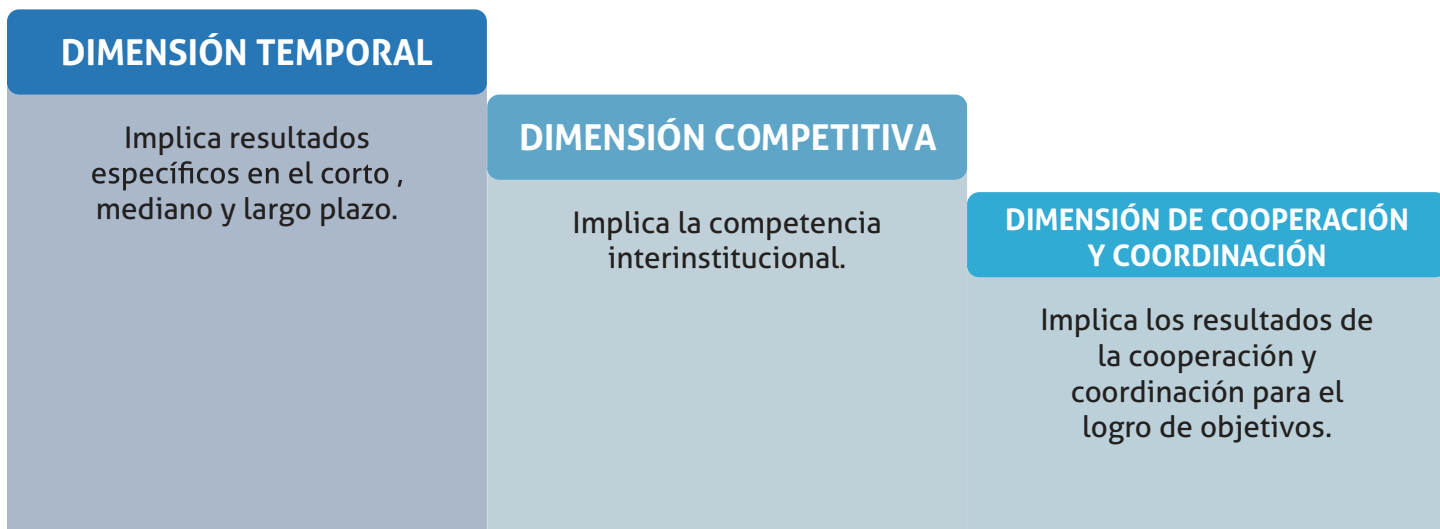 DIMENSIÓN TEMPORAL
Implica resultados
específicos en el corto ,
mediano y largo plazo.
DIMENSIÓN COMPETITIVA
Implica la competencia
interinstitucional.
DIMENSIÓN DE COOPERACIÓN
Y COORDINACIÓN
Implica los resultados de
la cooperación y
coordinación para el
logro de objetivos.